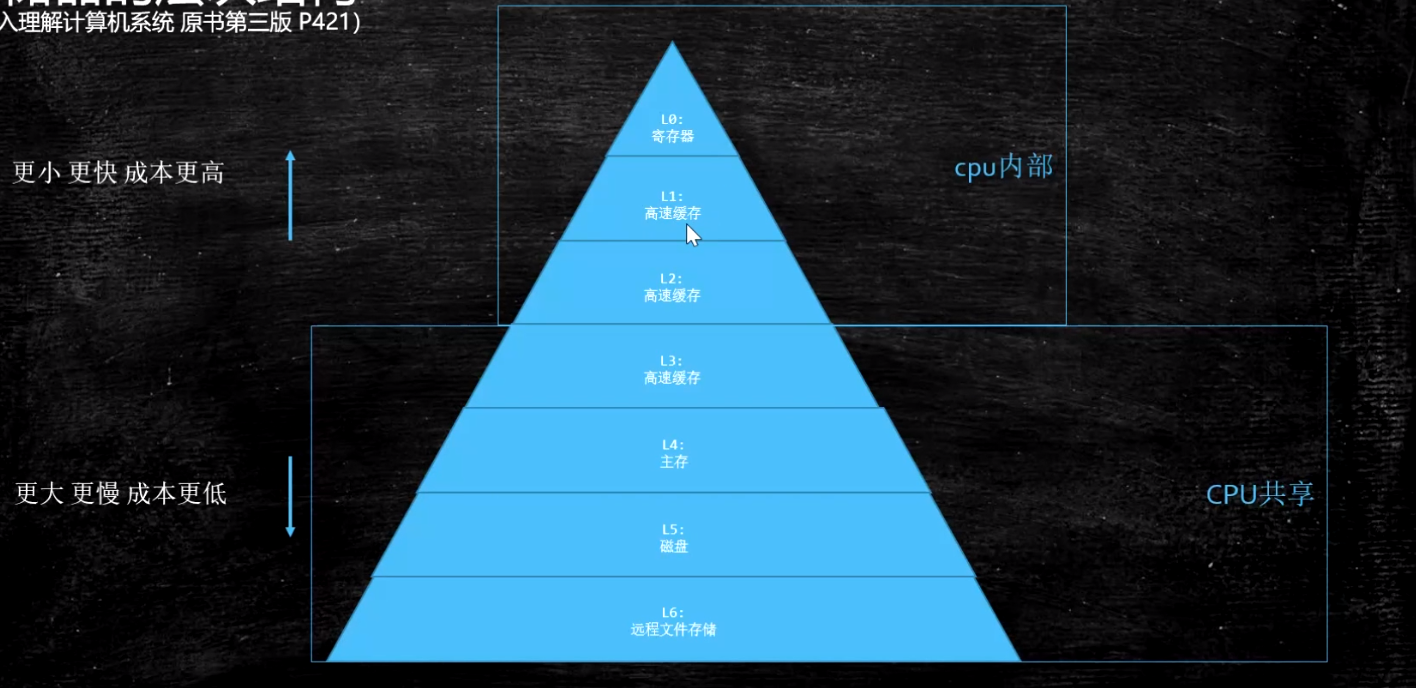 入理解计算机系统 原书第三版 P421)
L0:
寄存器
更小 更快 成本更高
cpu内部
L1:
高速缓存
L2:
高速缓存
L3:
高速缓存
L4:
主存
更大 更慢 成本更低
CPU共享
L5:
磁盘
L6:
远程文件存储